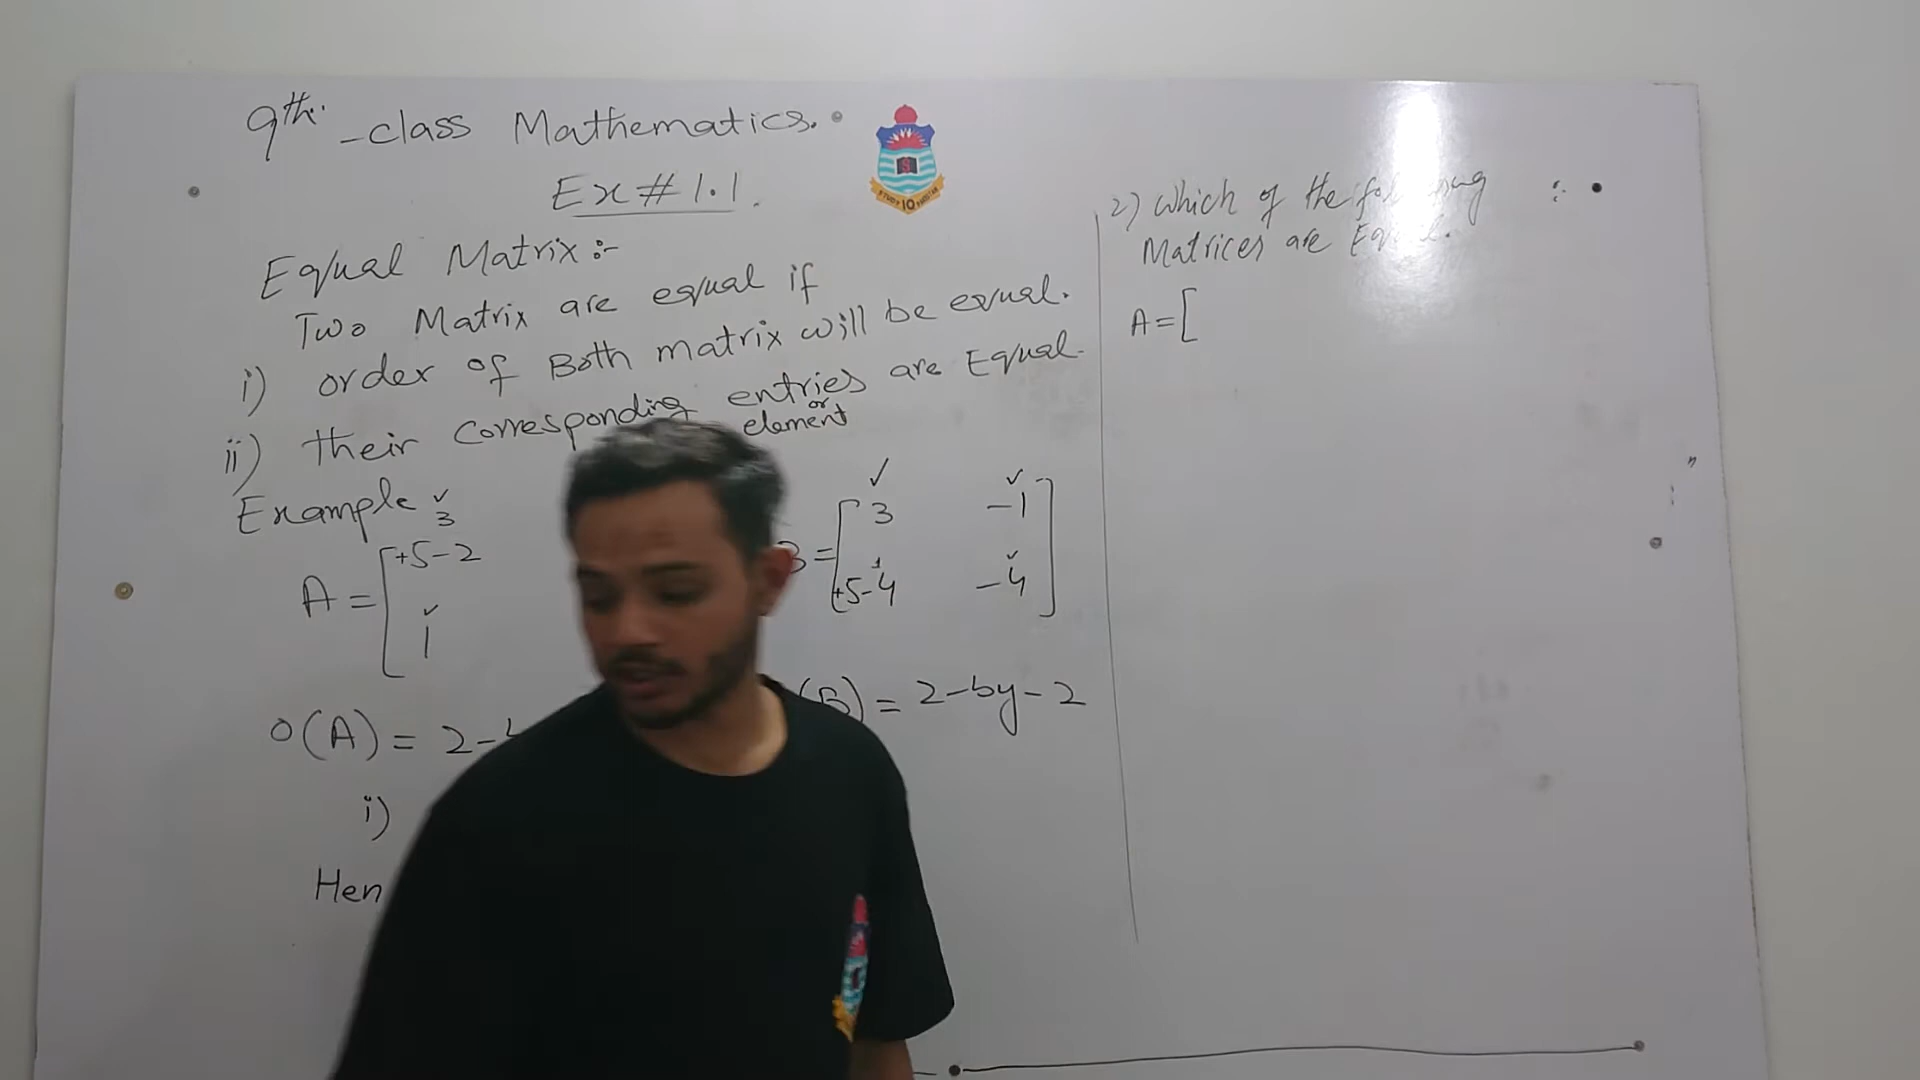 9th -class Mathematics.
Ex # 1.1
Equal Matrix :-
Two Matrix are equal if
i) order of Both matrix will be equal.
ii) their corresponding entries are Equal.
or
element
Example
3
A = [ +5-2
1
= [ 3 -1 ]
+5-4 -4
O(A) = 2-
(B) = 2-by-2
i)
Hen
2) Which of the
Matrices are
A = [
STUDY 10